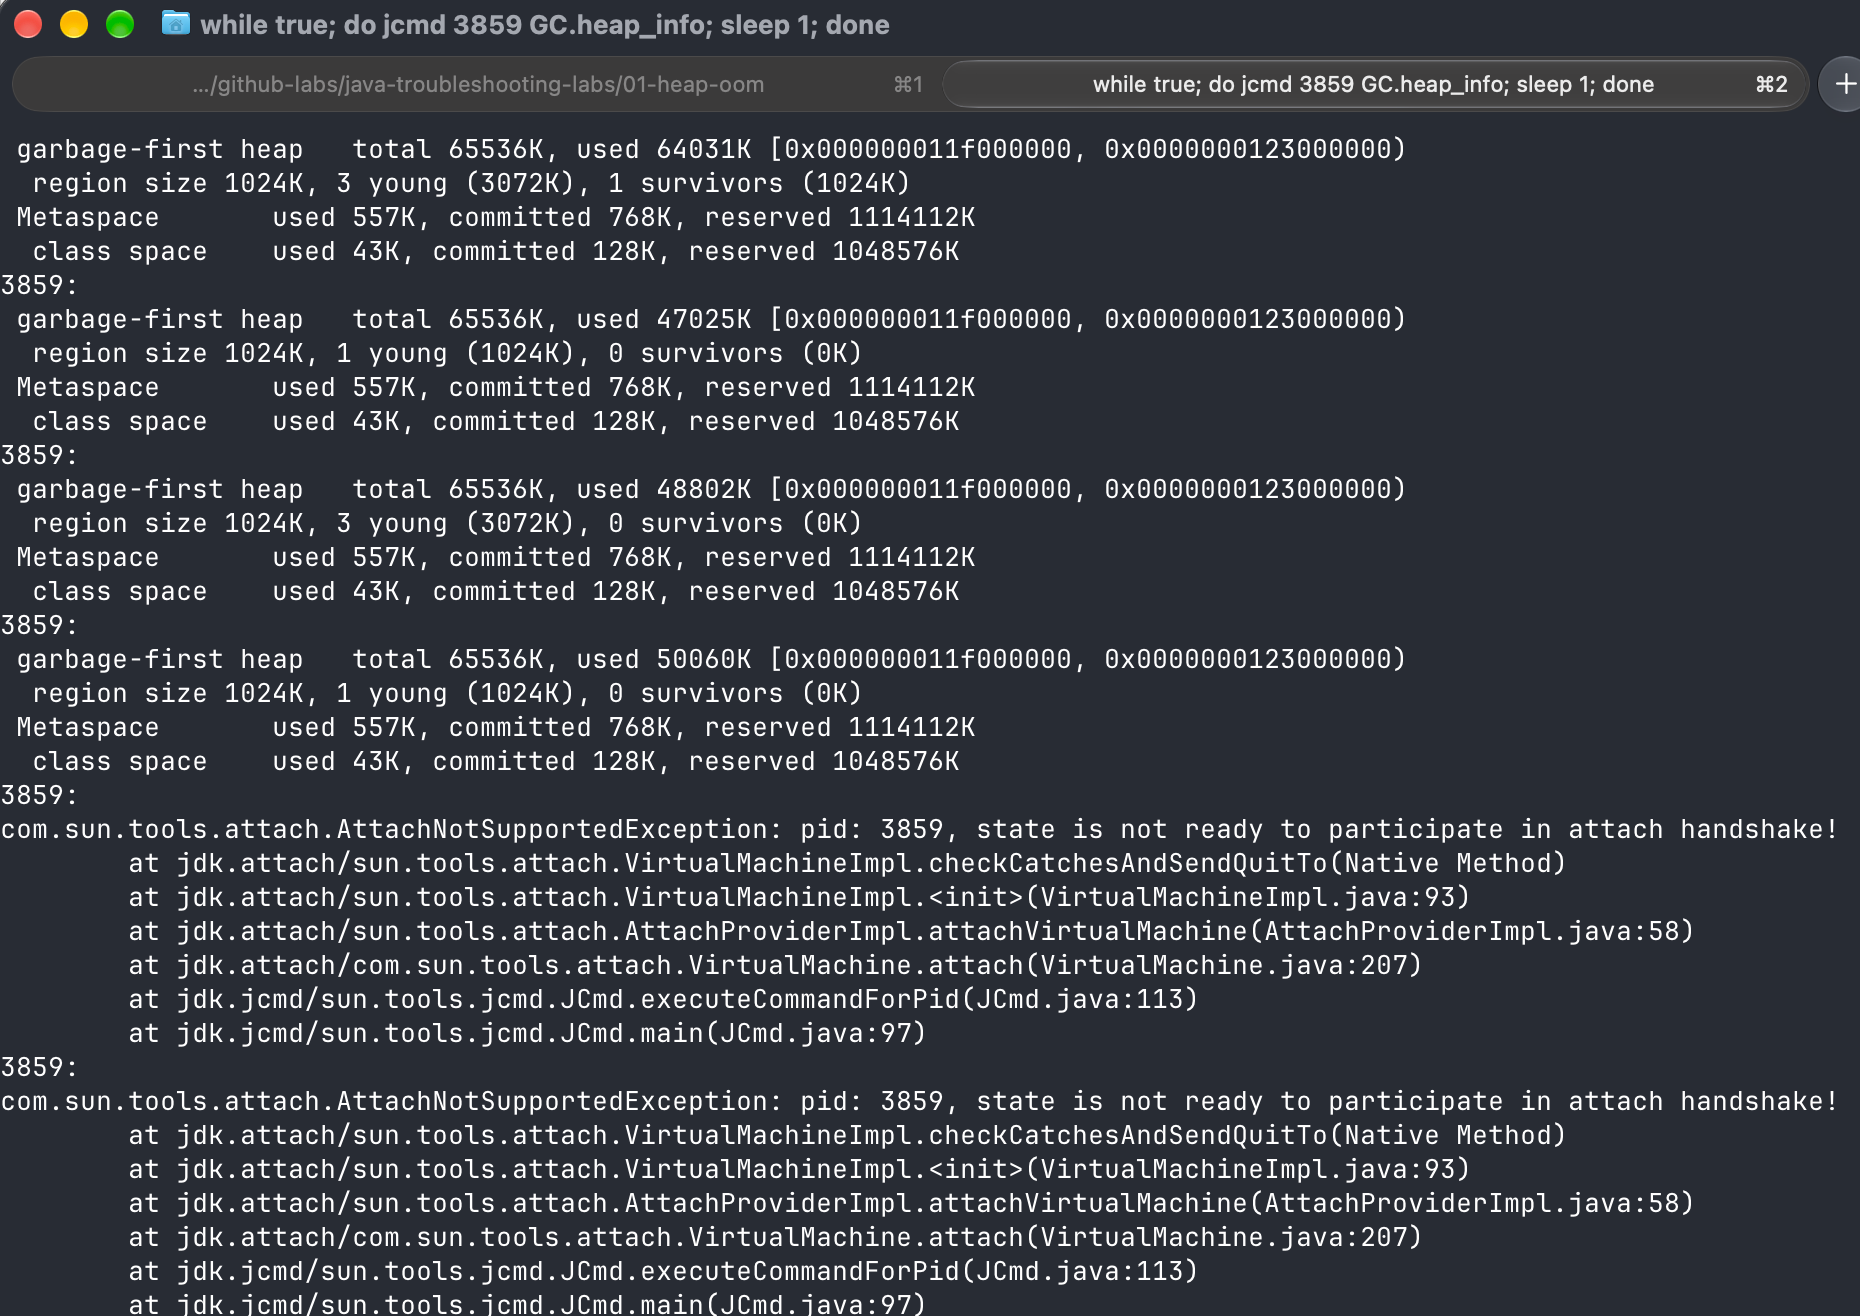 while true; do jcmd 3859 GC.heap_info; sleep 1; done
.../github-labs/java-troubleshooting-labs/01-heap-oom ⌘1 while true; do jcmd 3859 GC.heap_info; sleep 1; done ⌘2 +
garbage-first heap   total 65536K, used 64031K [0x000000011f000000, 0x0000000123000000)
  region size 1024K, 3 young (3072K), 1 survivors (1024K)
 Metaspace       used 557K, committed 768K, reserved 1114112K
  class space    used 43K, committed 128K, reserved 1048576K
3859:
 garbage-first heap   total 65536K, used 47025K [0x000000011f000000, 0x0000000123000000)
  region size 1024K, 1 young (1024K), 0 survivors (0K)
 Metaspace       used 557K, committed 768K, reserved 1114112K
  class space    used 43K, committed 128K, reserved 1048576K
3859:
 garbage-first heap   total 65536K, used 48802K [0x000000011f000000, 0x0000000123000000)
  region size 1024K, 3 young (3072K), 0 survivors (0K)
 Metaspace       used 557K, committed 768K, reserved 1114112K
  class space    used 43K, committed 128K, reserved 1048576K
3859:
 garbage-first heap   total 65536K, used 50060K [0x000000011f000000, 0x0000000123000000)
  region size 1024K, 1 young (1024K), 0 survivors (0K)
 Metaspace       used 557K, committed 768K, reserved 1114112K
  class space    used 43K, committed 128K, reserved 1048576K
3859:
com.sun.tools.attach.AttachNotSupportedException: pid: 3859, state is not ready to participate in attach handshake!
        at jdk.attach/sun.tools.attach.VirtualMachineImpl.checkCatchesAndSendQuitTo(Native Method)
        at jdk.attach/sun.tools.attach.VirtualMachineImpl.<init>(VirtualMachineImpl.java:93)
        at jdk.attach/sun.tools.attach.AttachProviderImpl.attachVirtualMachine(AttachProviderImpl.java:58)
        at jdk.attach/com.sun.tools.attach.VirtualMachine.attach(VirtualMachine.java:207)
        at jdk.jcmd/sun.tools.jcmd.JCmd.executeCommandForPid(JCmd.java:113)
        at jdk.jcmd/sun.tools.jcmd.JCmd.main(JCmd.java:97)
3859:
com.sun.tools.attach.AttachNotSupportedException: pid: 3859, state is not ready to participate in attach handshake!
        at jdk.attach/sun.tools.attach.VirtualMachineImpl.checkCatchesAndSendQuitTo(Native Method)
        at jdk.attach/sun.tools.attach.VirtualMachineImpl.<init>(VirtualMachineImpl.java:93)
        at jdk.attach/sun.tools.attach.AttachProviderImpl.attachVirtualMachine(AttachProviderImpl.java:58)
        at jdk.attach/com.sun.tools.attach.VirtualMachine.attach(VirtualMachine.java:207)
        at jdk.jcmd/sun.tools.jcmd.JCmd.executeCommandForPid(JCmd.java:113)
        at jdk.jcmd/sun.tools.jcmd.JCmd.main(JCmd.java:97)